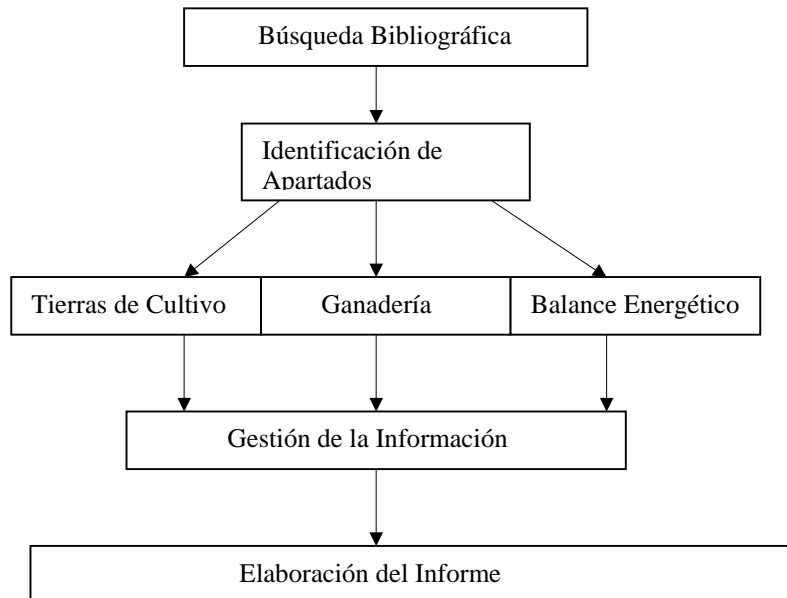 Búsqueda Bibliográfica
Identificación de
Apartados
Tierras de Cultivo
Ganadería
Balance Energético
Gestión de la Información
Elaboración del Informe